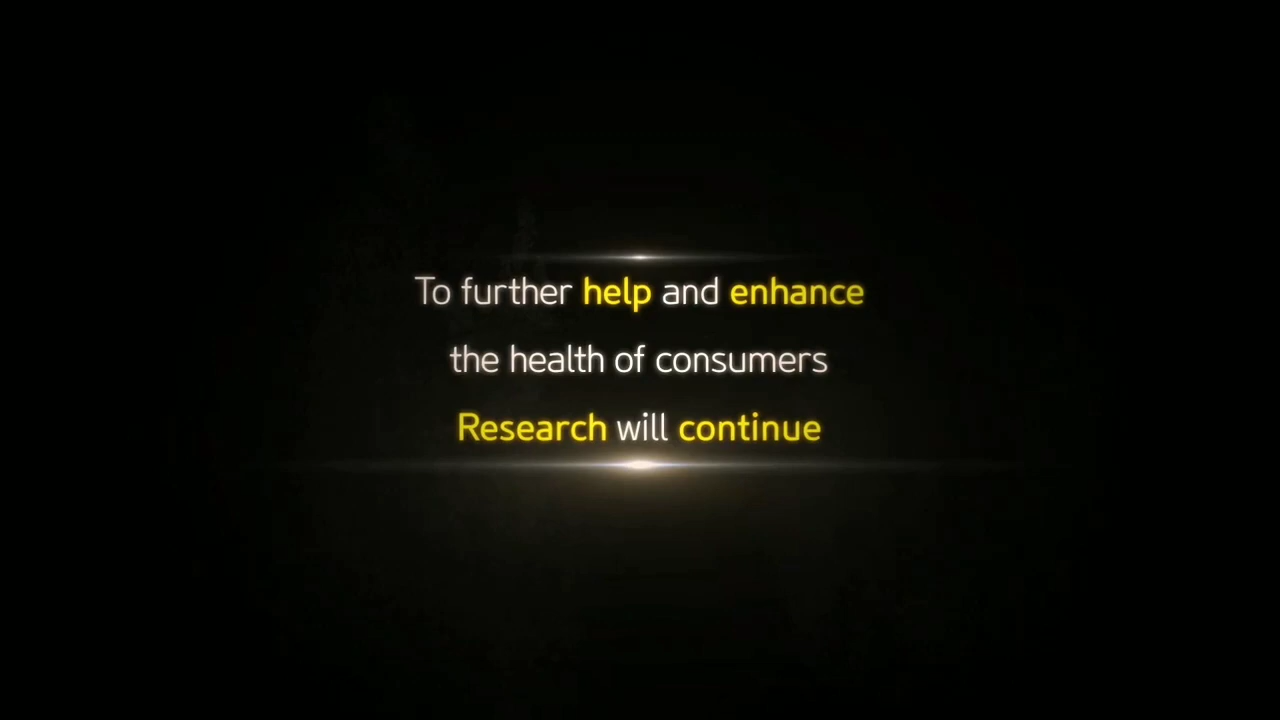 To further help and enhance
the health of consumers
Research will continue